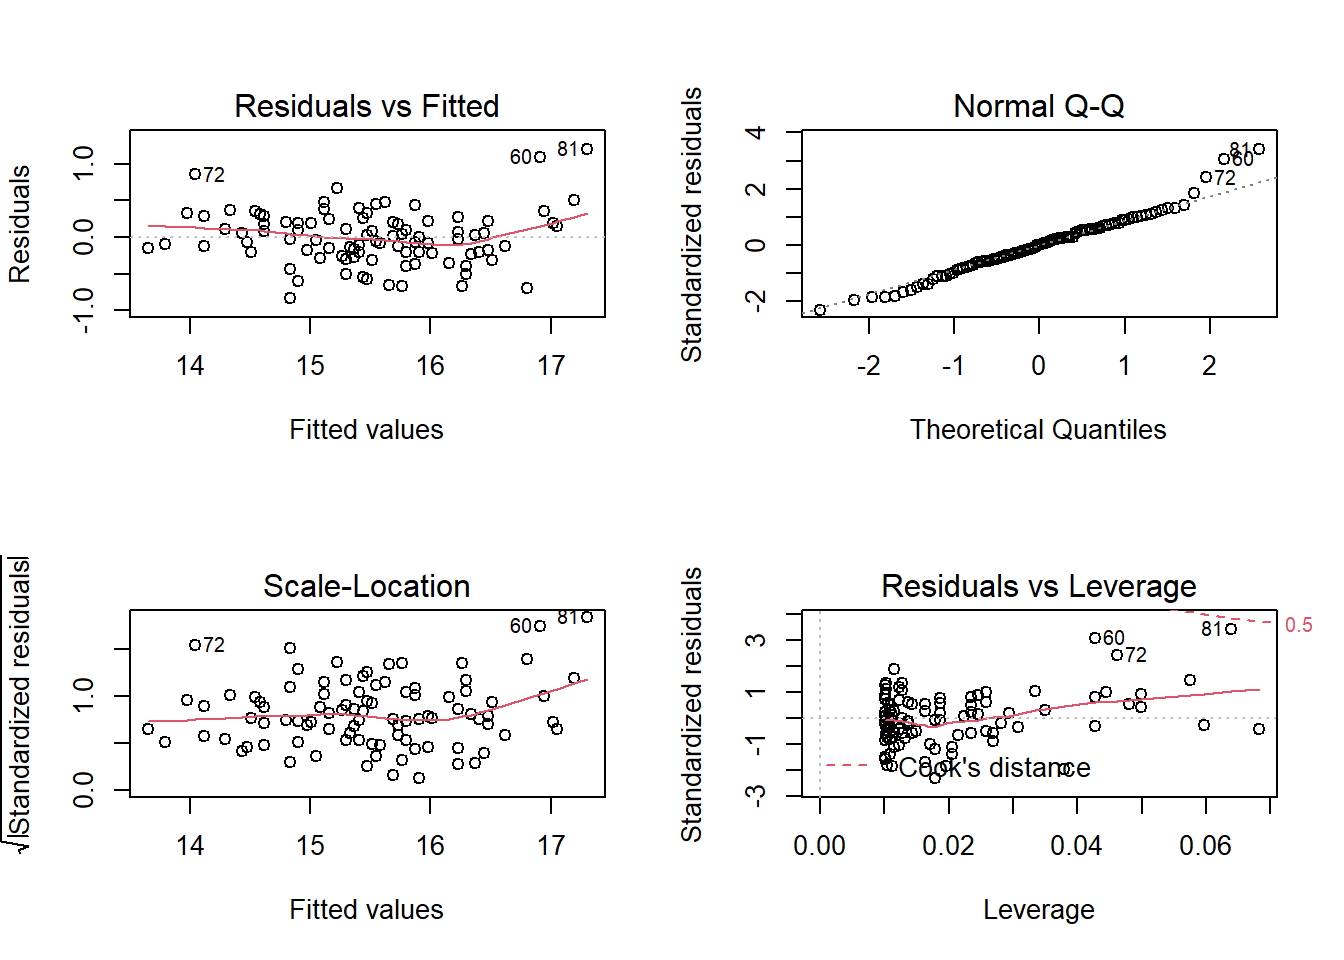 Residuals vs Fitted
Residuals
1.0
0.0
-1.0
72
60
81
14 15 16 17
Fitted values
Normal Q-Q
Standardized residuals
4
2
0
-2
81
60
72
-2 -1 0 1 2
Theoretical Quantiles
Scale-Location
√|Standardized residuals|
1.0
0.0
72
60
81
14 15 16 17
Fitted values
Residuals vs Leverage
Standardized residuals
3
1
-1
-3
60
81
72
0.5
Cook's distance
0.00 0.02 0.04 0.06
Leverage